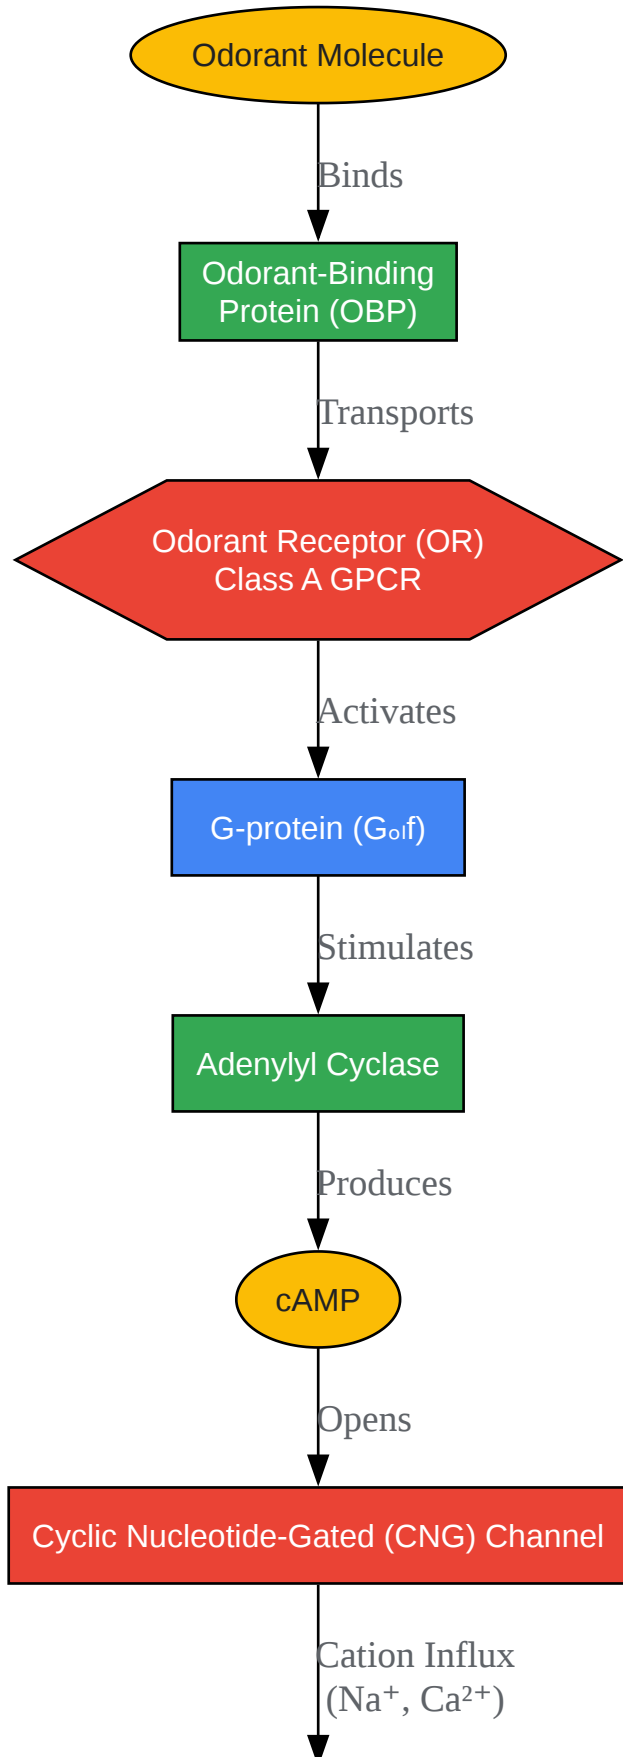 Odorant Molecule
Binds
Odorant-Binding
Protein (OBP)
Transports
Odorant Receptor (OR)
Class A GPCR
Activates
G-protein (Gₒₗf)
Stimulates
Adenylyl Cyclase
Produces
cAMP
Opens
Cyclic Nucleotide-Gated (CNG) Channel
Cation Influx
(Na⁺, Ca²⁺)